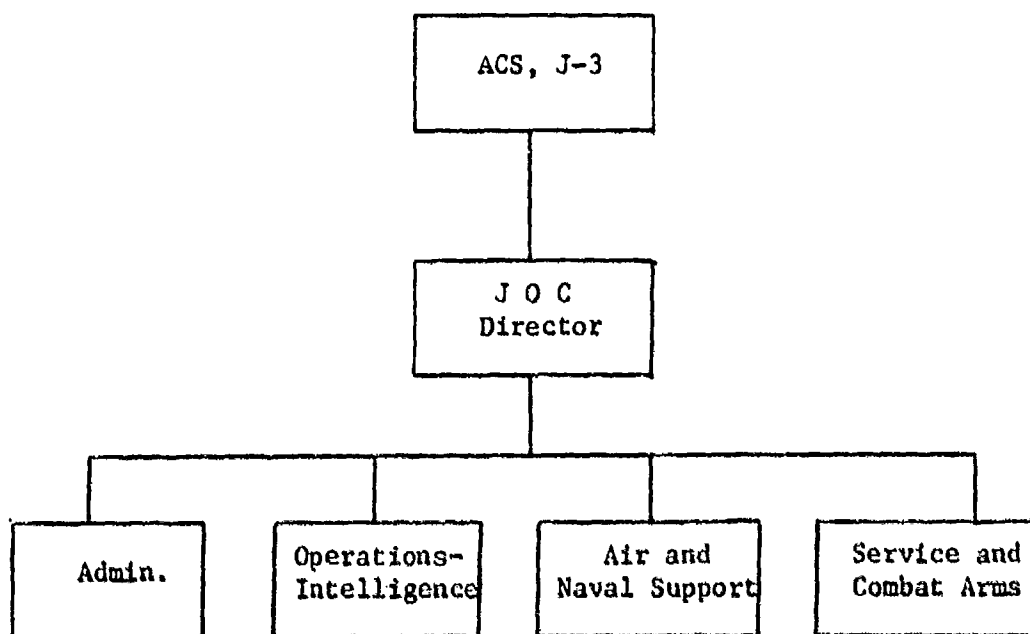 ACS, J-3
J O C
Director
Admin.
Operations-
Intelligence
Air and
Naval Support
Service and
Combat Arms